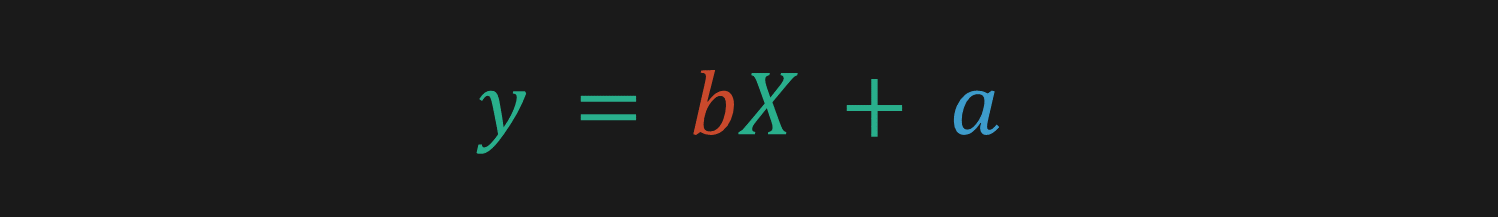 y = bX + a